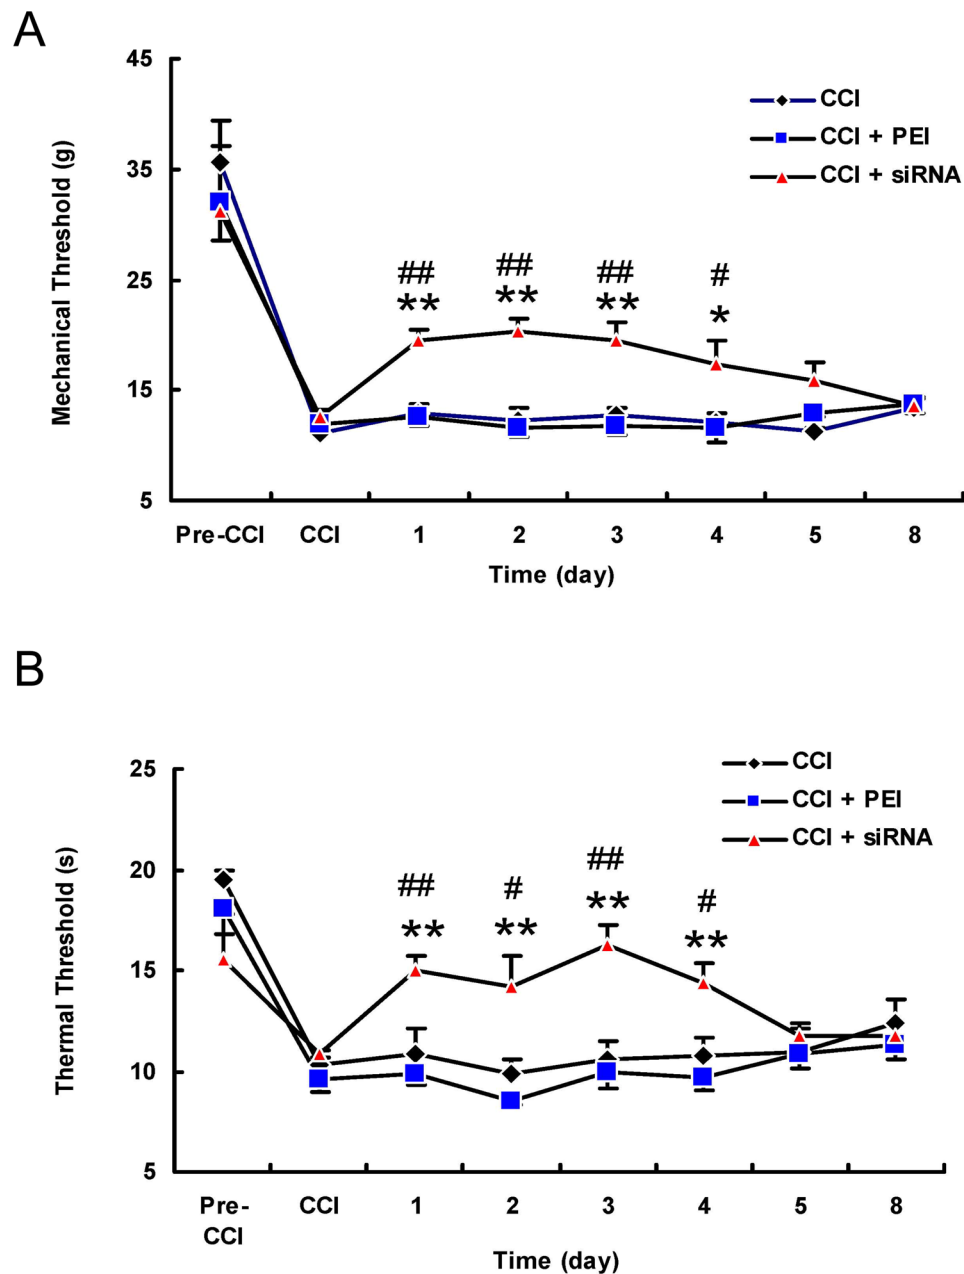 A
45
35
25
15
5
Mechanical Threshold (g)
CCI
CCI + PEI
CCI + siRNA
## ## ## #
** ** ** *
Pre-CCI CCI 1 2 3 4 5 8
Time (day)
B
25
20
15
10
5
Thermal Threshold (s)
CCI
CCI + PEI
CCI + siRNA
## # ## #
** ** ** **
Pre- CCI 1 2 3 4 5 8
CCI
Time (day)